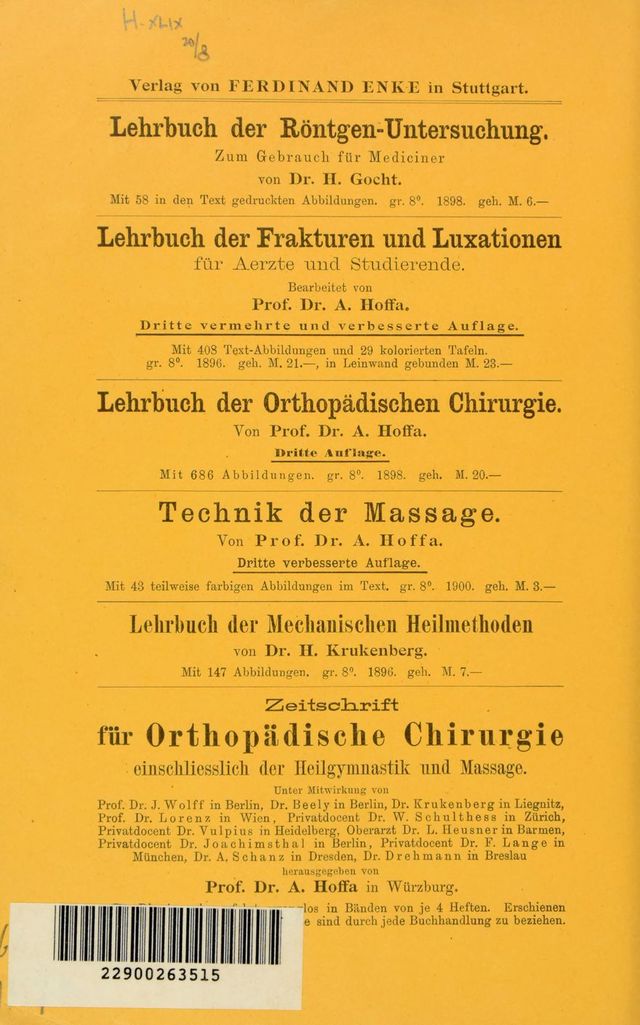 H-XLIX
20/8
Verlag von FERDINAND ENKE in Stuttgart.
Lehrbuch der Röntgen-Untersuchung.
Zum Gebrauch für Mediciner
von Dr. H. Gocht.
Mit 58 in den Text gedruckten Abbildungen. gr. 8⁰. 1898. geh. M. 6.—
Lehrbuch der Frakturen und Luxationen
für Aerzte und Studierende.
Bearbeitet von
Prof. Dr. A. Hoffa.
Dritte vermehrte und verbesserte Auflage.
Mit 408 Text-Abbildungen und 29 kolorierten Tafeln.
gr. 8⁰. 1896. geh. M. 21.—, in Leinwand gebunden M. 23.—
Lehrbuch der Orthopädischen Chirurgie.
Von Prof. Dr. A. Hoffa.
Dritte Auflage.
Mit 686 Abbildungen. gr. 8⁰. 1898. geh. M. 20.—
Technik der Massage.
Von Prof. Dr. A. Hoffa.
Dritte verbesserte Auflage.
Mit 43 teilweise farbigen Abbildungen im Text. gr. 8⁰. 1900. geh. M. 3.—
Lehrbuch der Mechanischen Heilmethoden
von Dr. H. Krukenberg.
Mit 147 Abbildungen. gr. 8⁰. 1896. geh. M. 7.—
Zeitschrift
für Orthopädische Chirurgie
einschliesslich der Heilgymnastik und Massage.
Unter Mitwirkung von
Prof. Dr. J. Wolff in Berlin, Dr. Beely in Berlin, Dr. Krukenberg in Liegnitz,
Prof. Dr. Lorenz in Wien, Privatdocent Dr. W. Schulthess in Zürich,
Privatdocent Dr. Vulpius in Heidelberg, Oberarzt Dr. L. Heusner in Barmen,
Privatdocent Dr. Joachimsthal in Berlin, Privatdocent Dr. F. Lange in
München, Dr. A. Schanz in Dresden, Dr. Drehmann in Breslau
herausgegeben von
Prof. Dr. A. Hoffa in Würzburg.
los in Bänden von je 4 Heften. Erschienen
e sind durch jede Buchhandlung zu beziehen.
22900263515